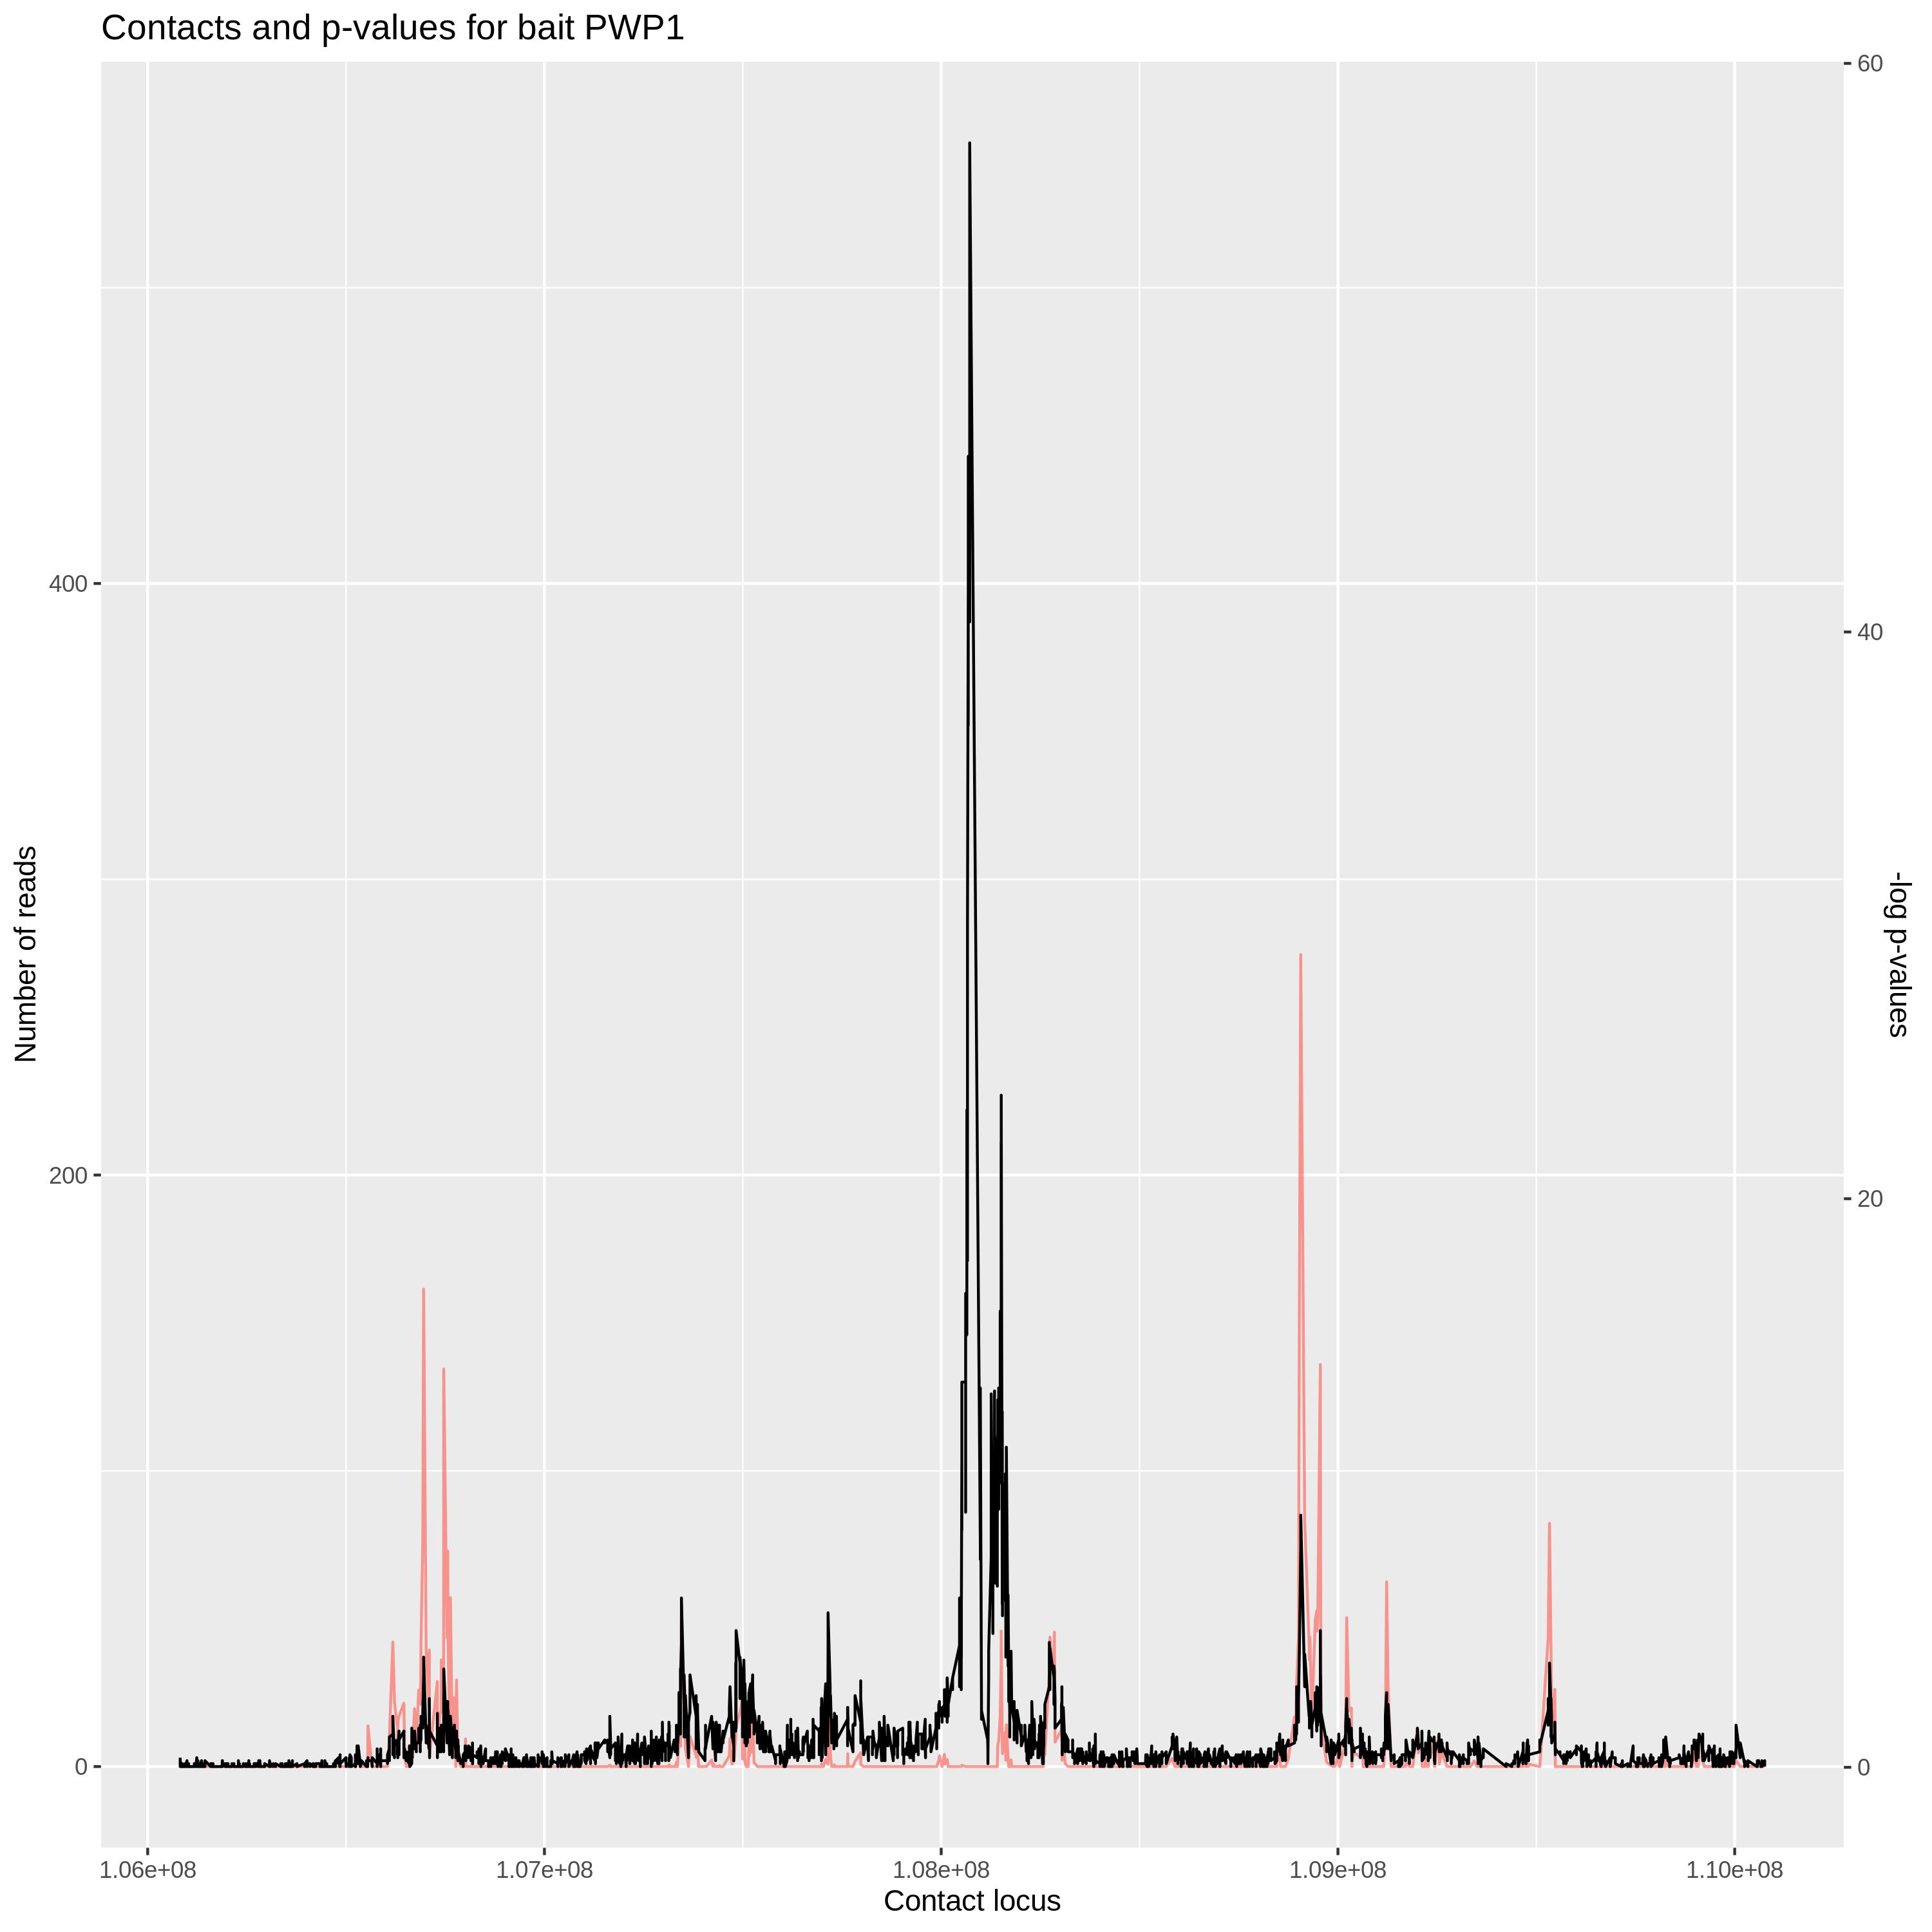 Contacts and p-values for bait PWP1
60
400
40
Number of reads
-log p-values
200
20
0
0
1.06e+08
1.07e+08
1.08e+08
1.09e+08
1.10e+08
Contact locus